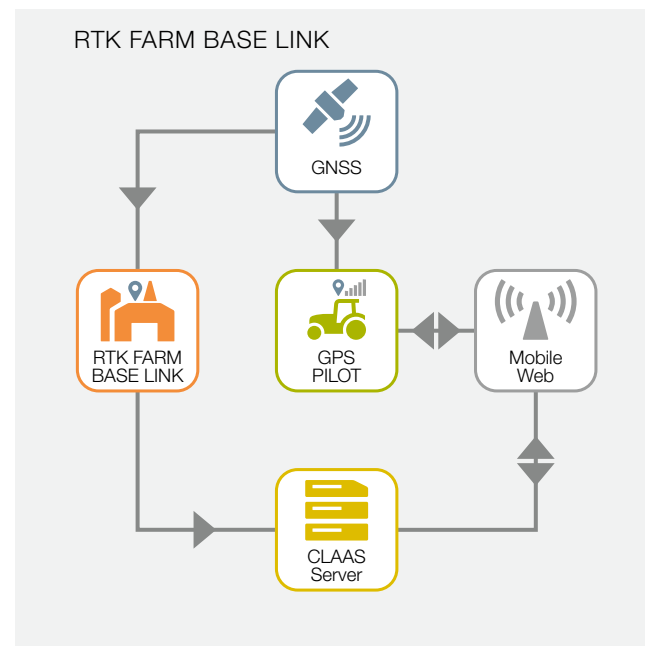 RTK FARM BASE LINK
GNSS
RTK FARM
BASE LINK
GPS
PILOT
Mobile
Web
CLAAS
Server